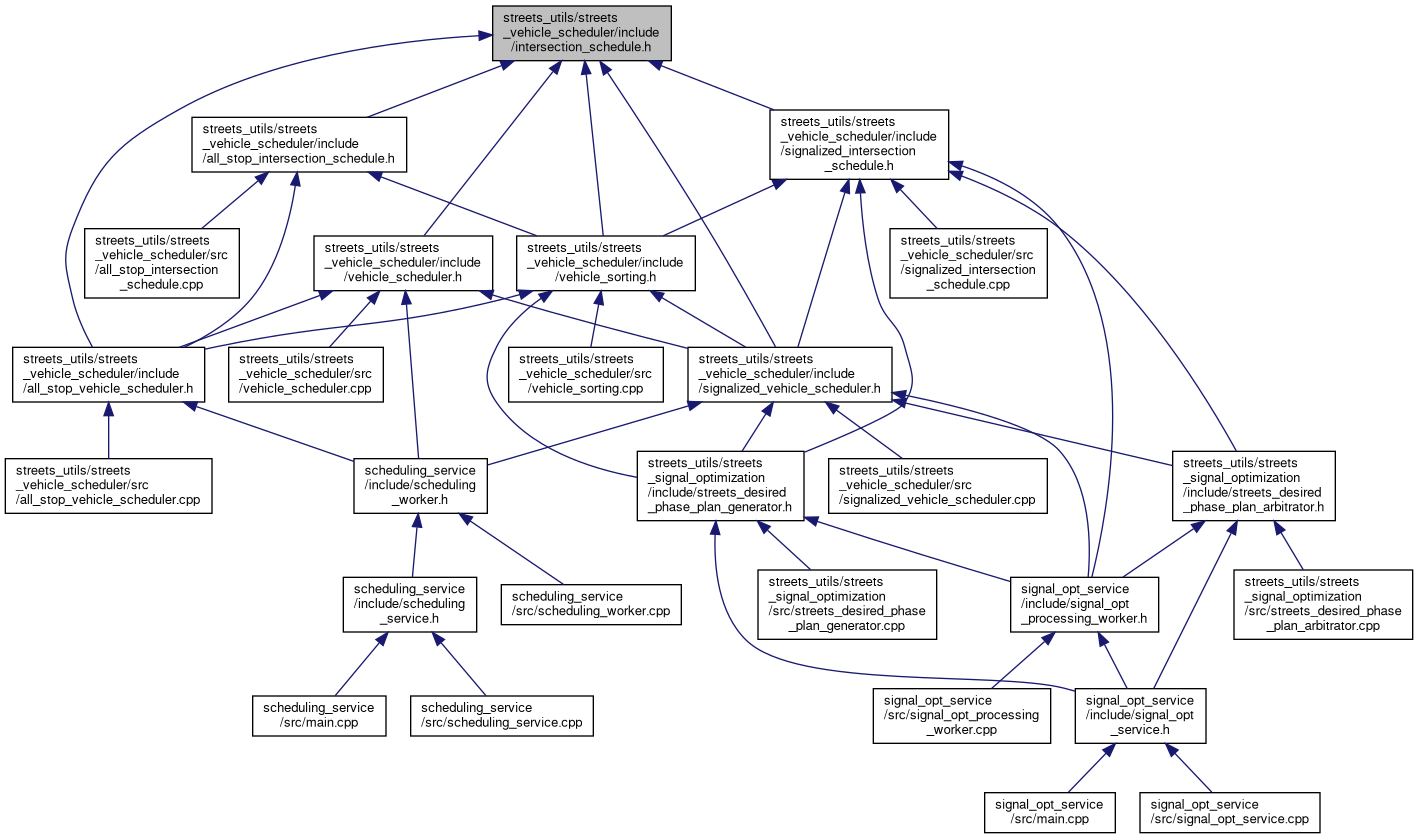 streets_utils/streets
_vehicle_scheduler/include
/intersection_schedule.h
streets_utils/streets
_vehicle_scheduler/include
/all_stop_intersection_schedule.h
streets_utils/streets
_vehicle_scheduler/include
/signalized_intersection
_schedule.h
streets_utils/streets
_vehicle_scheduler/src
/all_stop_intersection
_schedule.cpp
streets_utils/streets
_vehicle_scheduler/include
/vehicle_scheduler.h
streets_utils/streets
_vehicle_scheduler/include
/vehicle_sorting.h
streets_utils/streets
_vehicle_scheduler/src
/signalized_intersection
_schedule.cpp
streets_utils/streets
_vehicle_scheduler/include
/all_stop_vehicle_scheduler.h
streets_utils/streets
_vehicle_scheduler/src
/vehicle_scheduler.cpp
streets_utils/streets
_vehicle_scheduler/src
/vehicle_sorting.cpp
streets_utils/streets
_vehicle_scheduler/include
/signalized_vehicle_scheduler.h
streets_utils/streets
_vehicle_scheduler/src
/all_stop_vehicle_scheduler.cpp
scheduling_service
/include/scheduling
_worker.h
streets_utils/streets
_signal_optimization
/include/streets_desired
_phase_plan_generator.h
streets_utils/streets
_vehicle_scheduler/src
/signalized_vehicle_scheduler.cpp
streets_utils/streets
_signal_optimization
/include/streets_desired
_phase_plan_arbitrator.h
scheduling_service
/include/scheduling
_service.h
scheduling_service
/src/scheduling_worker.cpp
streets_utils/streets
_signal_optimization
/src/streets_desired_phase
_plan_generator.cpp
signal_opt_service
/include/signal_opt
_processing_worker.h
streets_utils/streets
_signal_optimization
/src/streets_desired_phase
_plan_arbitrator.cpp
scheduling_service
/src/main.cpp
scheduling_service
/src/scheduling_service.cpp
signal_opt_service
/src/signal_opt_processing
_worker.cpp
signal_opt_service
/include/signal_opt
_service.h
signal_opt_service
/src/main.cpp
signal_opt_service
/src/signal_opt_service.cpp